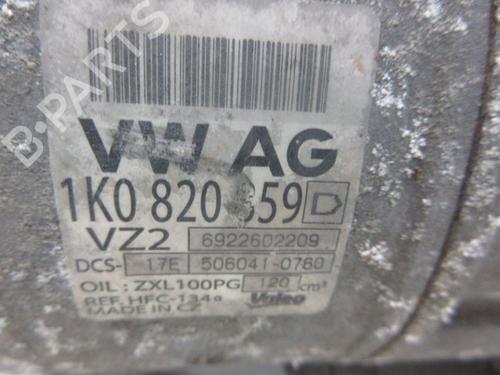 B-PARTS
VW AG
1K0 820 859 D
VZ2 6922602209
DCS- 17E 506041-0760
OIL : ZXL100PG 120 cm³
REF. HFC-134a
MADE IN CZ Valeo